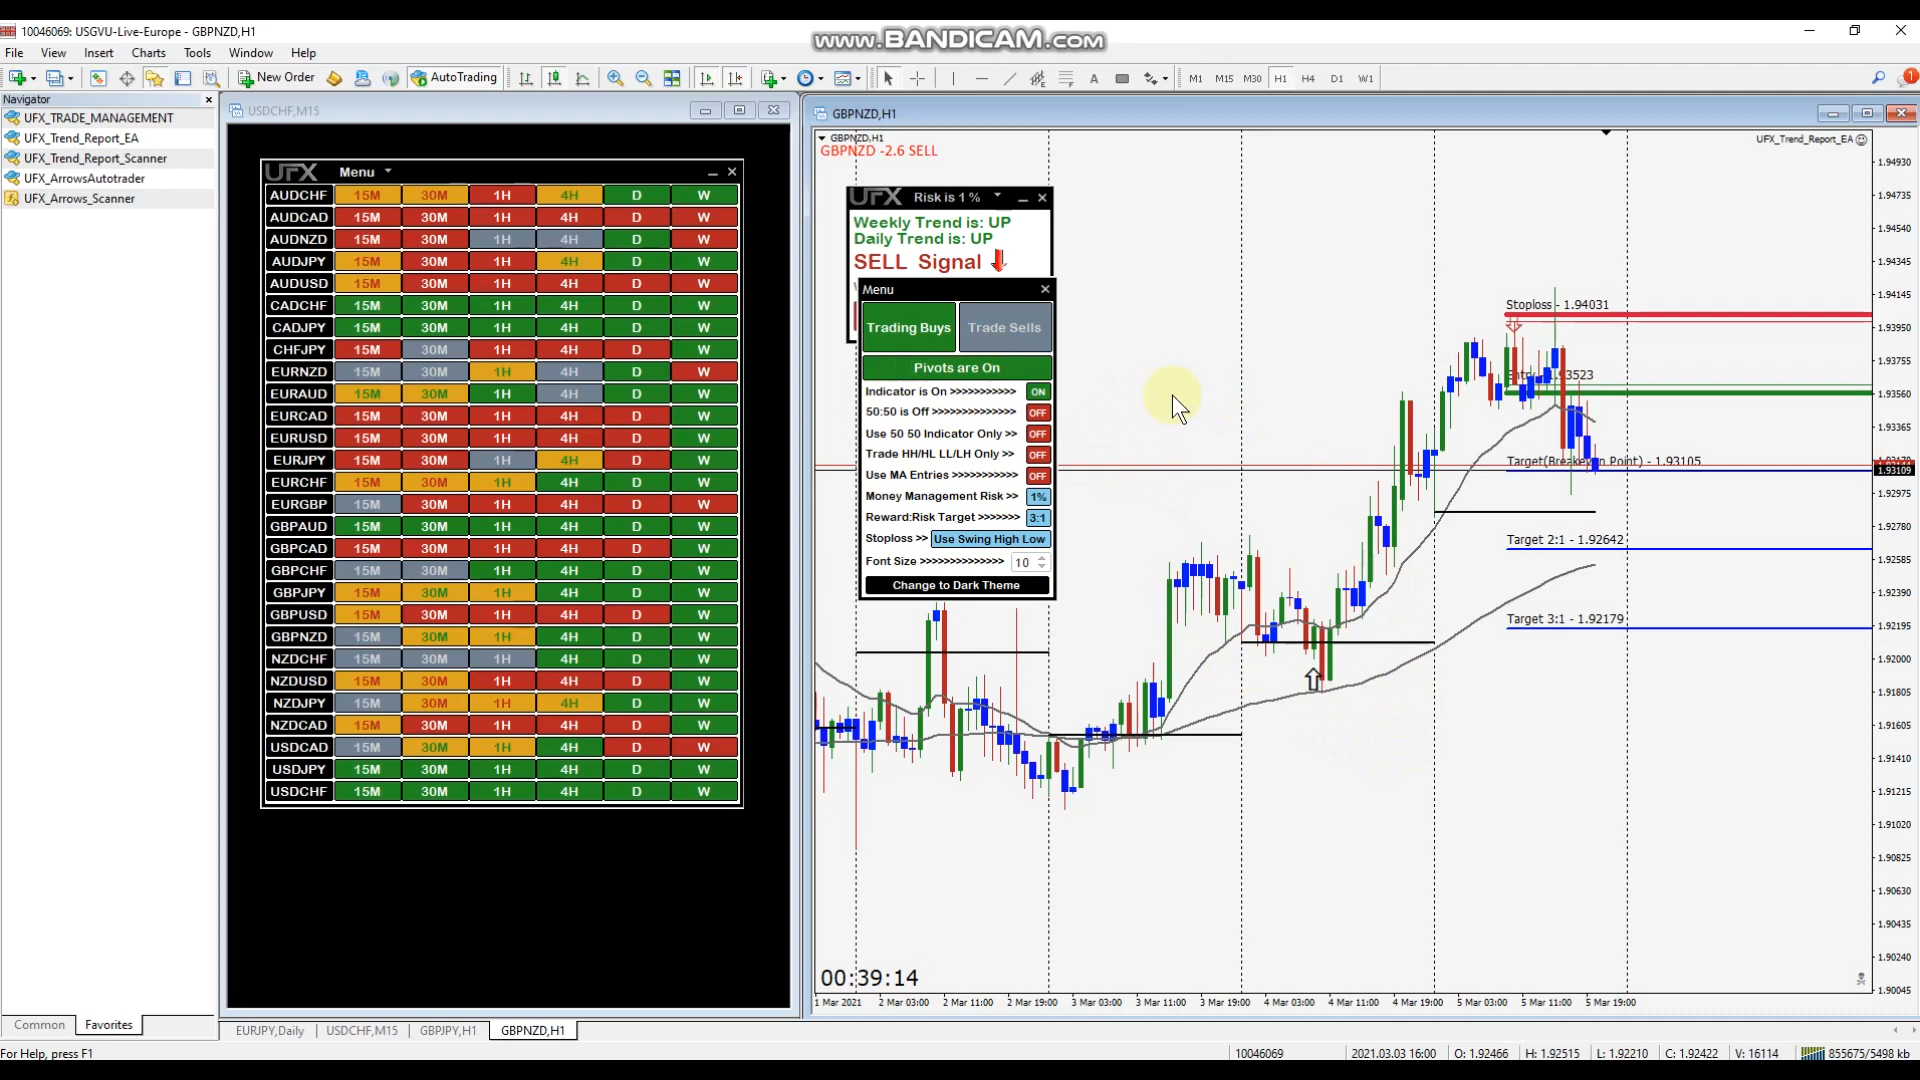 10046069: USGVU-Live-Europe - GBPNZD,H1
www.BANDICAM.com
File View Insert Charts Tools Window Help
New Order AutoTrading A M1 M15 M30 H1 H4 D1 W1 1
Navigator
UFX_TRADE_MANAGEMENT
UFX_Trend_Report_EA
UFX_Trend_Report_Scanner
UFX_ArrowsAutotrader
UFX_Arrows_Scanner
Common Favorites
USDCHF,M15
UFX Menu
AUDCHF 15M 30M 1H 4H D W
AUDCAD 15M 30M 1H 4H D W
AUDNZD 15M 30M 1H 4H D W
AUDJPY 15M 30M 1H 4H D W
AUDUSD 15M 30M 1H 4H D W
CADCHF 15M 30M 1H 4H D W
CADJPY 15M 30M 1H 4H D W
CHFJPY 15M 30M 1H 4H D W
EURNZD 15M 30M 1H 4H D W
EURAUD 15M 30M 1H 4H D W
EURCAD 15M 30M 1H 4H D W
EURUSD 15M 30M 1H 4H D W
EURJPY 15M 30M 1H 4H D W
EURCHF 15M 30M 1H 4H D W
EURGBP 15M 30M 1H 4H D W
GBPAUD 15M 30M 1H 4H D W
GBPCAD 15M 30M 1H 4H D W
GBPCHF 15M 30M 1H 4H D W
GBPJPY 15M 30M 1H 4H D W
GBPUSD 15M 30M 1H 4H D W
GBPNZD 15M 30M 1H 4H D W
NZDCHF 15M 30M 1H 4H D W
NZDUSD 15M 30M 1H 4H D W
NZDJPY 15M 30M 1H 4H D W
NZDCAD 15M 30M 1H 4H D W
USDCAD 15M 30M 1H 4H D W
USDJPY 15M 30M 1H 4H D W
USDCHF 15M 30M 1H 4H D W
GBPNZD,H1
GBPNZD,H1
GBPNZD -2.6 SELL
UFX_Trend_Report_EA
UFX Risk is 1 %
Weekly Trend is: UP
Daily Trend is: UP
SELL Signal
Menu
Trading Buys Trade Sells
Pivots are On
Indicator is On >>>>>>>>>>> ON
50:50 is Off >>>>>>>>>>>>>> OFF
Use 50 50 Indicator Only >> OFF
Trade HH/HL LL/LH Only >> OFF
Use MA Entries >>>>>>>>>>> OFF
Money Management Risk >> 1%
Reward:Risk Target >>>>>>> 3:1
Stoploss >> Use Swing High Low
Font Size >>>>>>>>>>>>>> 10
Change to Dark Theme
Stoploss - 1.94031
Target(Breakeven Point) - 1.93105
Target 2:1 - 1.92642
Target 3:1 - 1.92179
1.94930
1.94735
1.94540
1.94345
1.94145
1.93950
1.93755
1.93560
1.93365
1.93109
1.92975
1.92780
1.92585
1.92390
1.92195
1.92000
1.91805
1.91605
1.91410
1.91215
1.91020
1.90825
1.90630
1.90435
1.90240
1.90045
00:39:14
1 Mar 2021 2 Mar 03:00 2 Mar 11:00 2 Mar 19:00 3 Mar 03:00 3 Mar 11:00 3 Mar 19:00 4 Mar 03:00 4 Mar 11:00 4 Mar 19:00 5 Mar 03:00 5 Mar 11:00 5 Mar 19:00
EURJPY,Daily USDCHF,M15 GBPJPY,H1 GBPNZD,H1
For Help, press F1 10046069 2021.03.03 16:00 O: 1.92466 H: 1.92515 L: 1.92210 C: 1.92422 V: 16114 855675/5498 kb